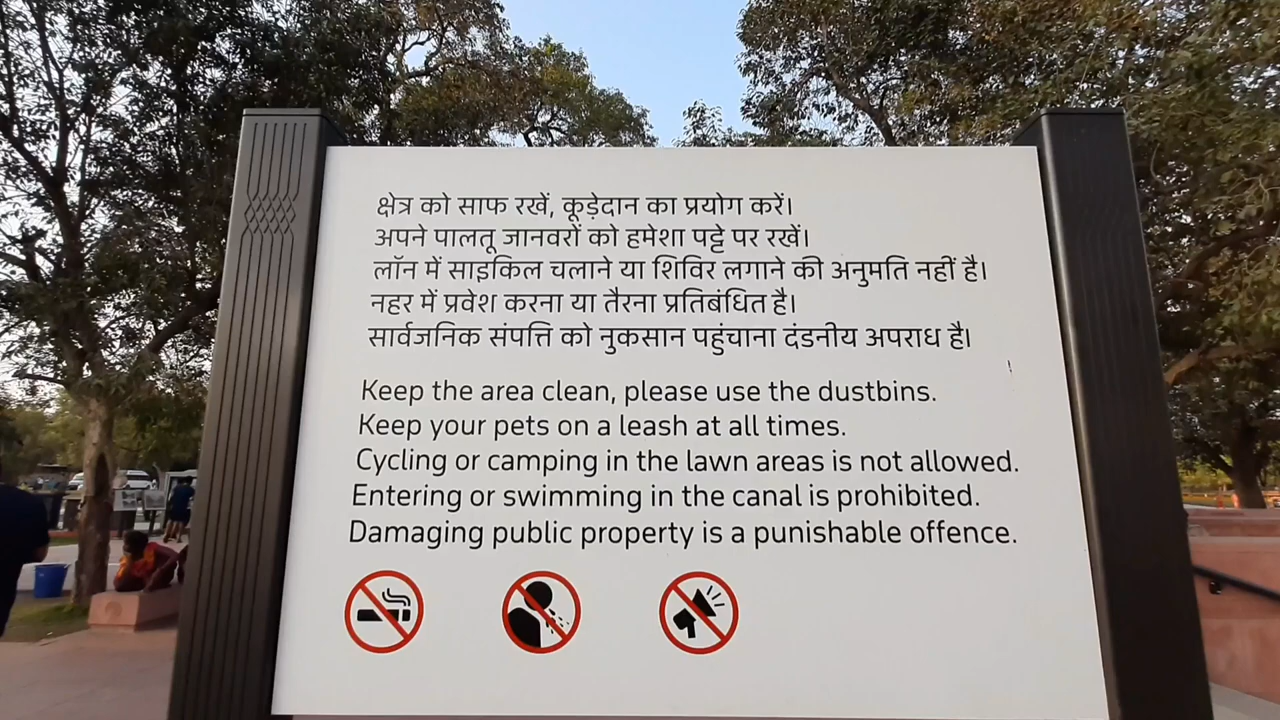 क्षेत्र को साफ रखें, कूड़ेदान का प्रयोग करें।
अपने पालतू जानवरों को हमेशा पट्टे पर रखें।
लॉन में साइकिल चलाने या शिविर लगाने की अनुमति नहीं है।
नहर में प्रवेश करना या तैरना प्रतिबंधित है।
सार्वजनिक संपत्ति को नुकसान पहुंचाना दंडनीय अपराध है।
Keep the area clean, please use the dustbins.
Keep your pets on a leash at all times.
Cycling or camping in the lawn areas is not allowed.
Entering or swimming in the canal is prohibited.
Damaging public property is a punishable offence.